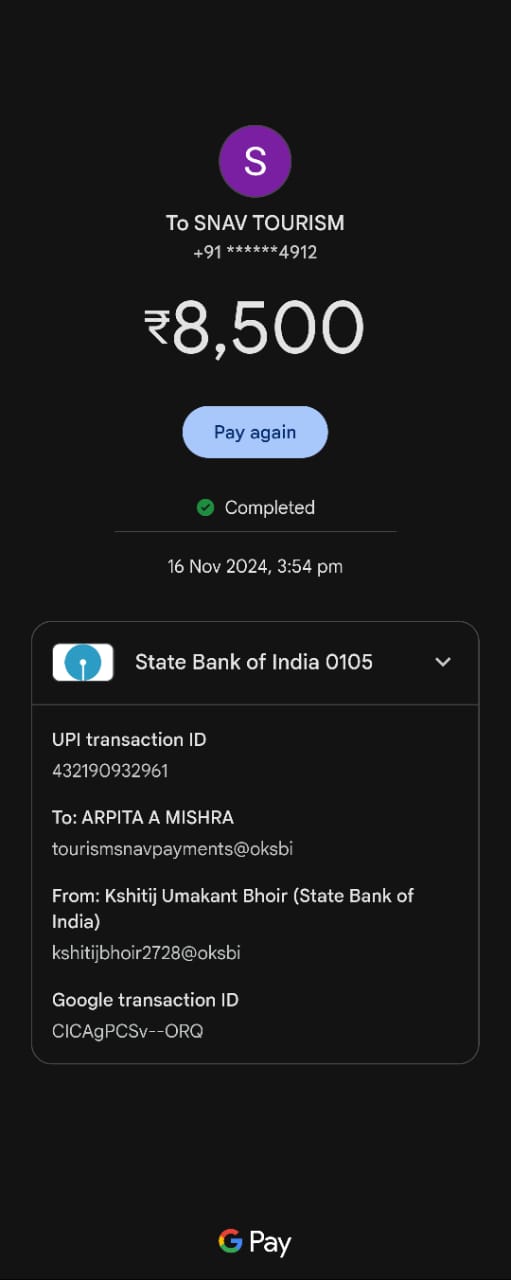 S
To SNAV TOURISM
+91 ******4912
₹8,500
Pay again
Completed
16 Nov 2024, 3:54 pm
State Bank of India 0105
UPI transaction ID
432190932961
To: ARPITA A MISHRA
tourismsnavpayments@oksbi
From: Kshitij Umakant Bhoir (State Bank of
India)
kshitijbhoir2728@oksbi
Google transaction ID
CICAgPCSv--ORQ
G Pay